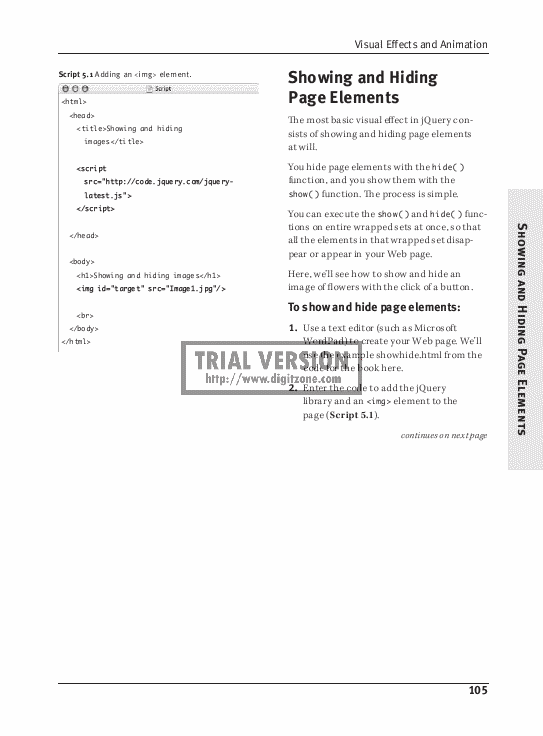 Visual Effects and Animation
Script 5.1 Adding an <img> element.
Script
<html>
<head>
<title>Showing and hiding
images</title>
<script
src="http://code.jquery.com/jquery-
latest.js">
</script>
</head>
<body>
<h1>Showing and hiding images</h1>
<img id="target" src="Image1.jpg"/>
<br>
</body>
</html>
Showing and Hiding
Page Elements
The most basic visual effect in jQuery con-
sists of showing and hiding page elements
at will.
You hide page elements with the hide()
function, and you show them with the
show() function. The process is simple.
You can execute the show() and hide() func-
tions on entire wrapped sets at once, so that
all the elements in that wrapped set disap-
pear or appear in your Web page.
Here, we'll see how to show and hide an
image of flowers with the click of a button.
To show and hide page elements:
1. Use a text editor (such as Microsoft
WordPad) to create your Web page. We'll
use the example showhide.html from the
code for the book here.
2. Enter the code to add the jQuery
library and an <img> element to the
page (Script 5.1).
continues on next page
TRIAL VERSION
http://www.digitzone.com
Showing and Hiding Page Elements
105